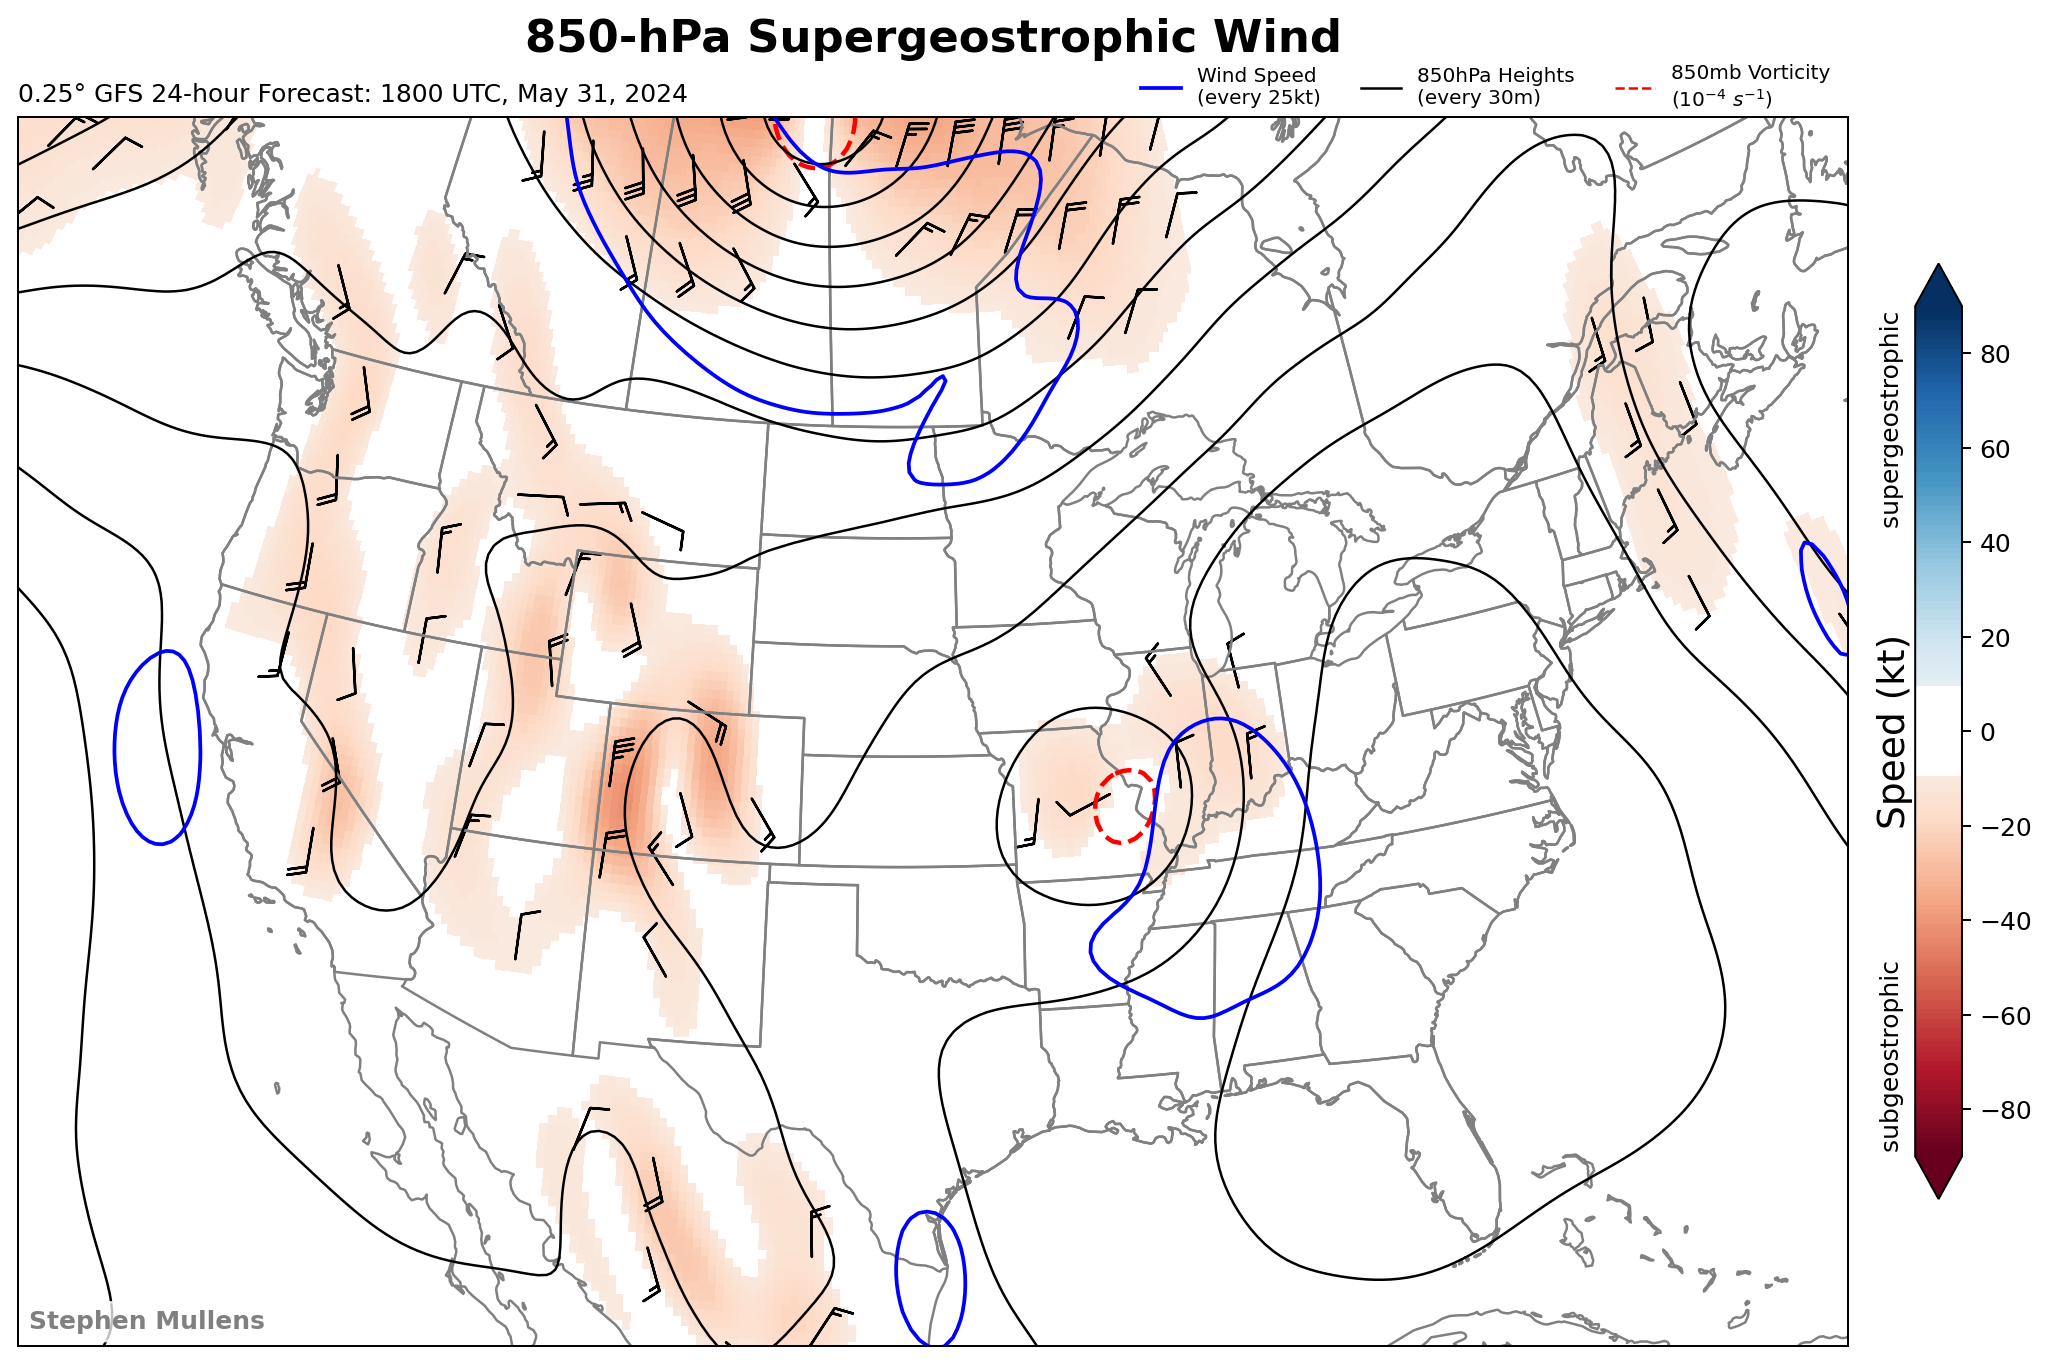 850-hPa Supergeostrophic Wind
0.25° GFS 24-hour Forecast: 1800 UTC, May 31, 2024
Wind Speed
(every 25kt)
850hPa Heights
(every 30m)
850mb Vorticity
(10⁻⁴ s⁻¹)
supergeostrophic
Speed (kt)
subgeostrophic
80
60
40
20
0
−20
−40
−60
−80
Stephen Mullens